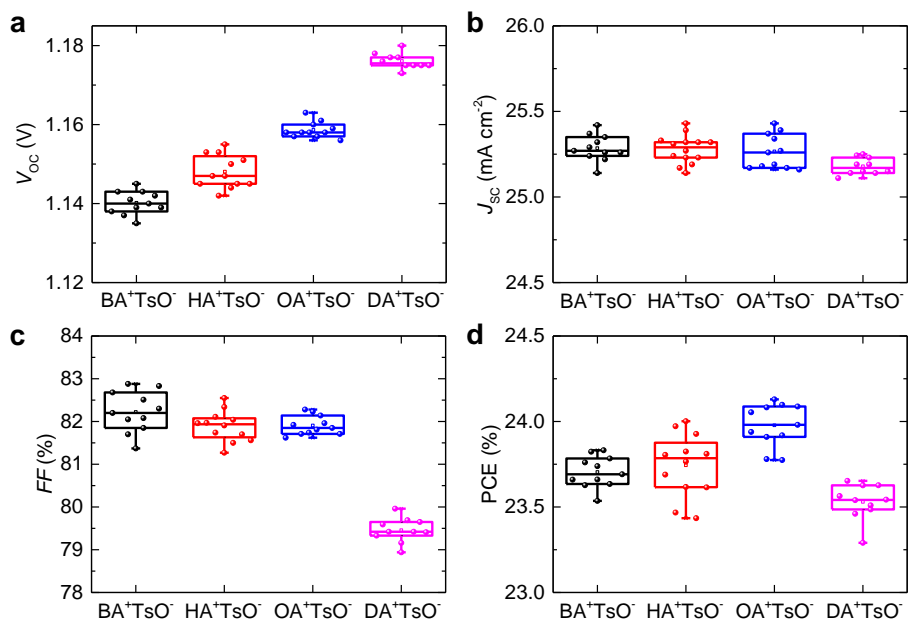 a
1.18
1.16
1.14
1.12
V_OC (V)
BA⁺TsO⁻ HA⁺TsO⁻ OA⁺TsO⁻ DA⁺TsO⁻
b
26.0
25.5
25.0
24.5
J_SC (mA cm⁻²)
BA⁺TsO⁻ HA⁺TsO⁻ OA⁺TsO⁻ DA⁺TsO⁻
c
84
83
82
81
80
79
78
FF (%)
BA⁺TsO⁻ HA⁺TsO⁻ OA⁺TsO⁻ DA⁺TsO⁻
d
24.5
24.0
23.5
23.0
PCE (%)
BA⁺TsO⁻ HA⁺TsO⁻ OA⁺TsO⁻ DA⁺TsO⁻